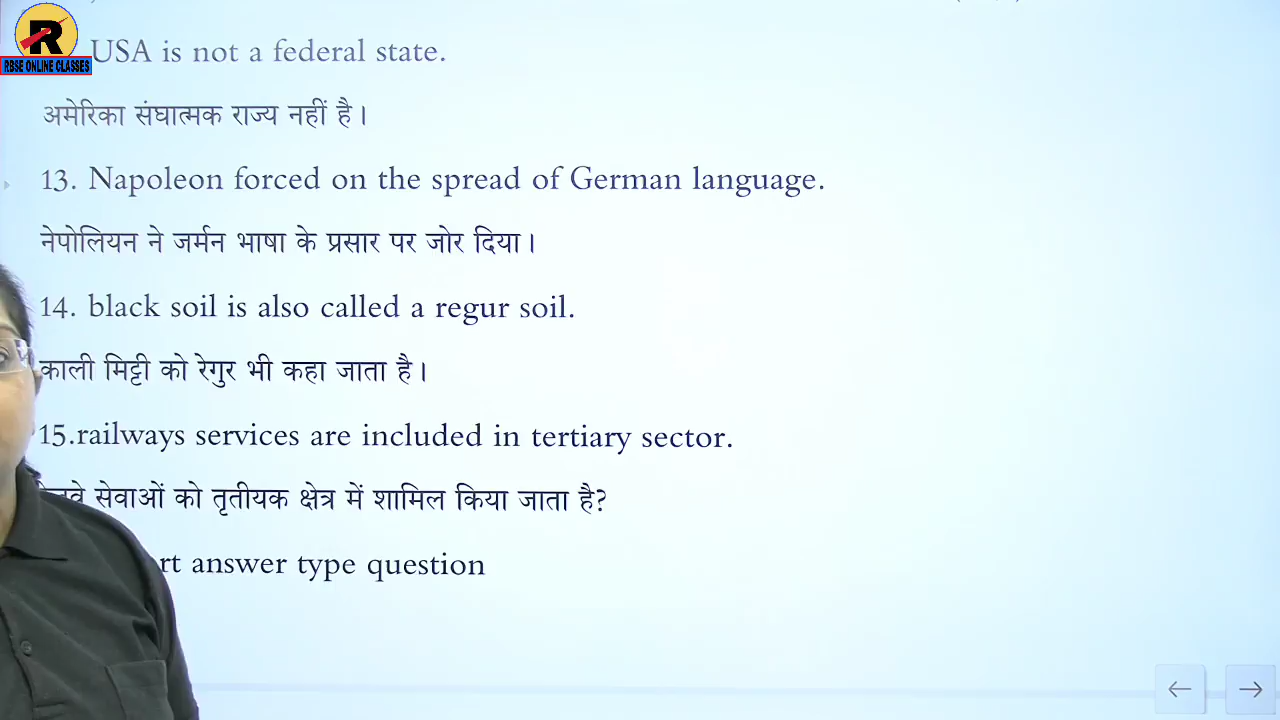 R
RBSE ONLINE CLASSES
USA is not a federal state.
अमेरिका संघात्मक राज्य नहीं है।
13. Napoleon forced on the spread of German language.
नेपोलियन ने जर्मन भाषा के प्रसार पर जोर दिया।
14. black soil is also called a regur soil.
काली मिट्टी को रेगुर भी कहा जाता है।
15.railways services are included in tertiary sector.
सेवाओं को तृतीयक क्षेत्र में शामिल किया जाता है?
answer type question